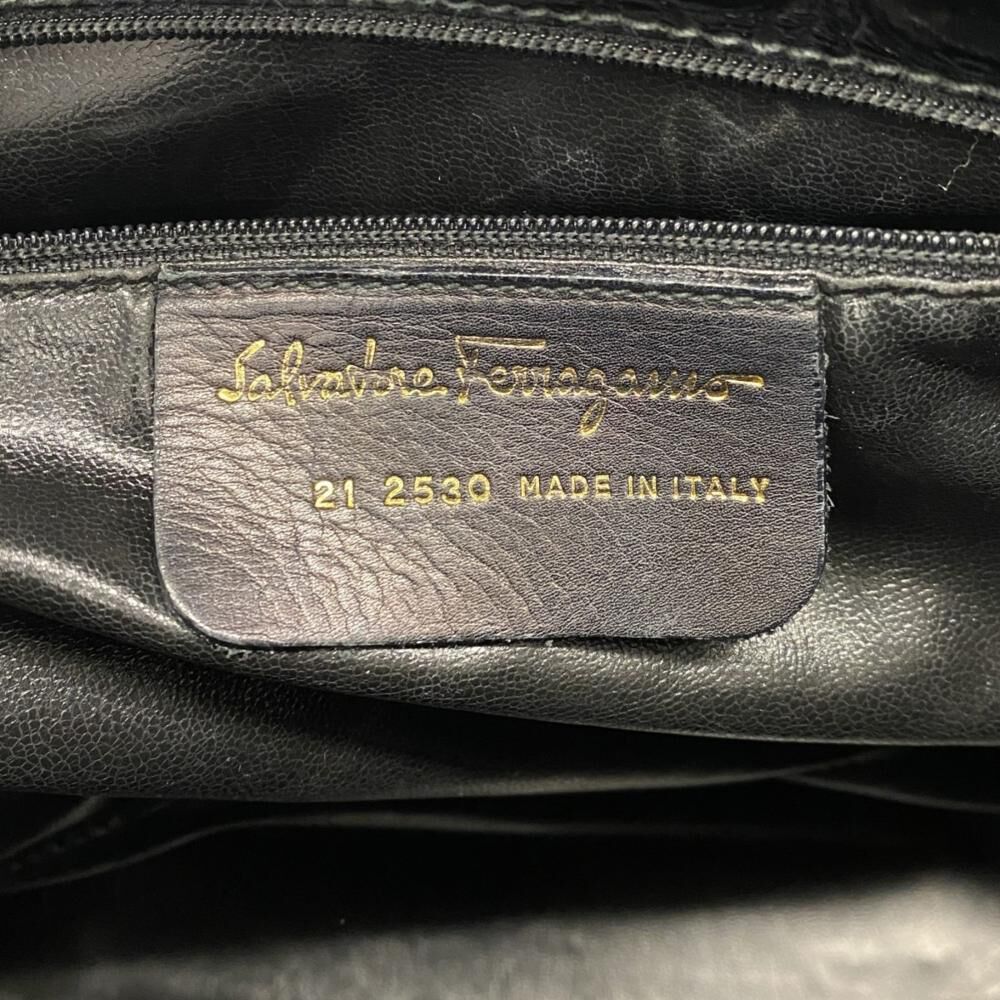 Salvatore Ferragamo
21 2530 MADE IN ITALY